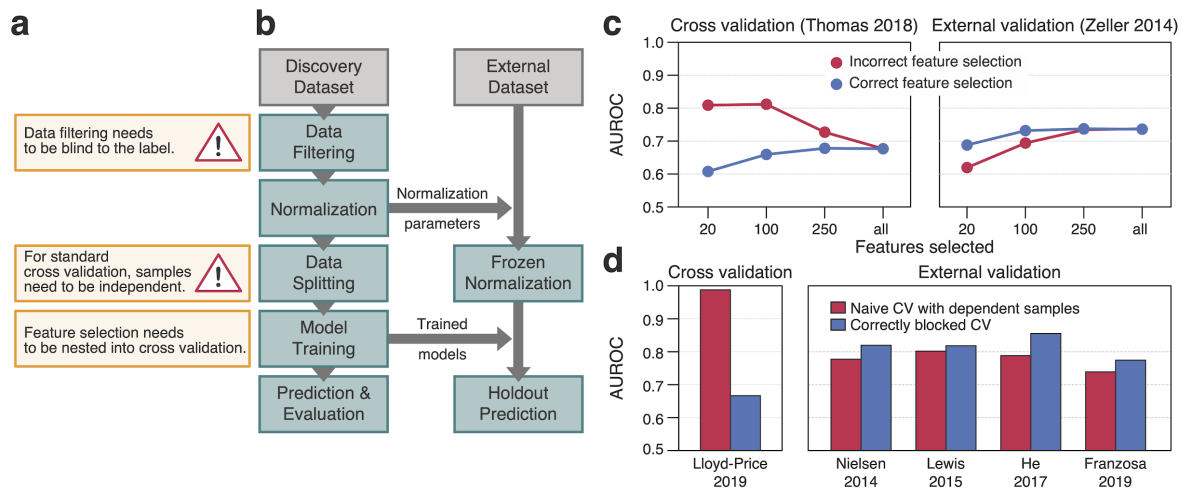 a
Data filtering needs
to be blind to the label.
!
For standard
cross validation, samples
need to be independent.
!
Feature selection needs
to be nested into cross validation.
b
Discovery
Dataset
Data
Filtering
Normalization
Data
Splitting
Model
Training
Prediction &
Evaluation
Normalization
parameters
Trained
models
External
Dataset
Frozen
Normalization
Holdout
Prediction
c
Cross validation (Thomas 2018)
External validation (Zeller 2014)
Incorrect feature selection
Correct feature selection
AUROC
1.0
0.9
0.8
0.7
0.6
0.5
20 100 250 all
20 100 250 all
Features selected
d
Cross validation
External validation
Naive CV with dependent samples
Correctly blocked CV
AUROC
1.0
0.9
0.8
0.7
0.6
0.5
Lloyd-Price
2019
Nielsen
2014
Lewis
2015
He
2017
Franzosa
2019